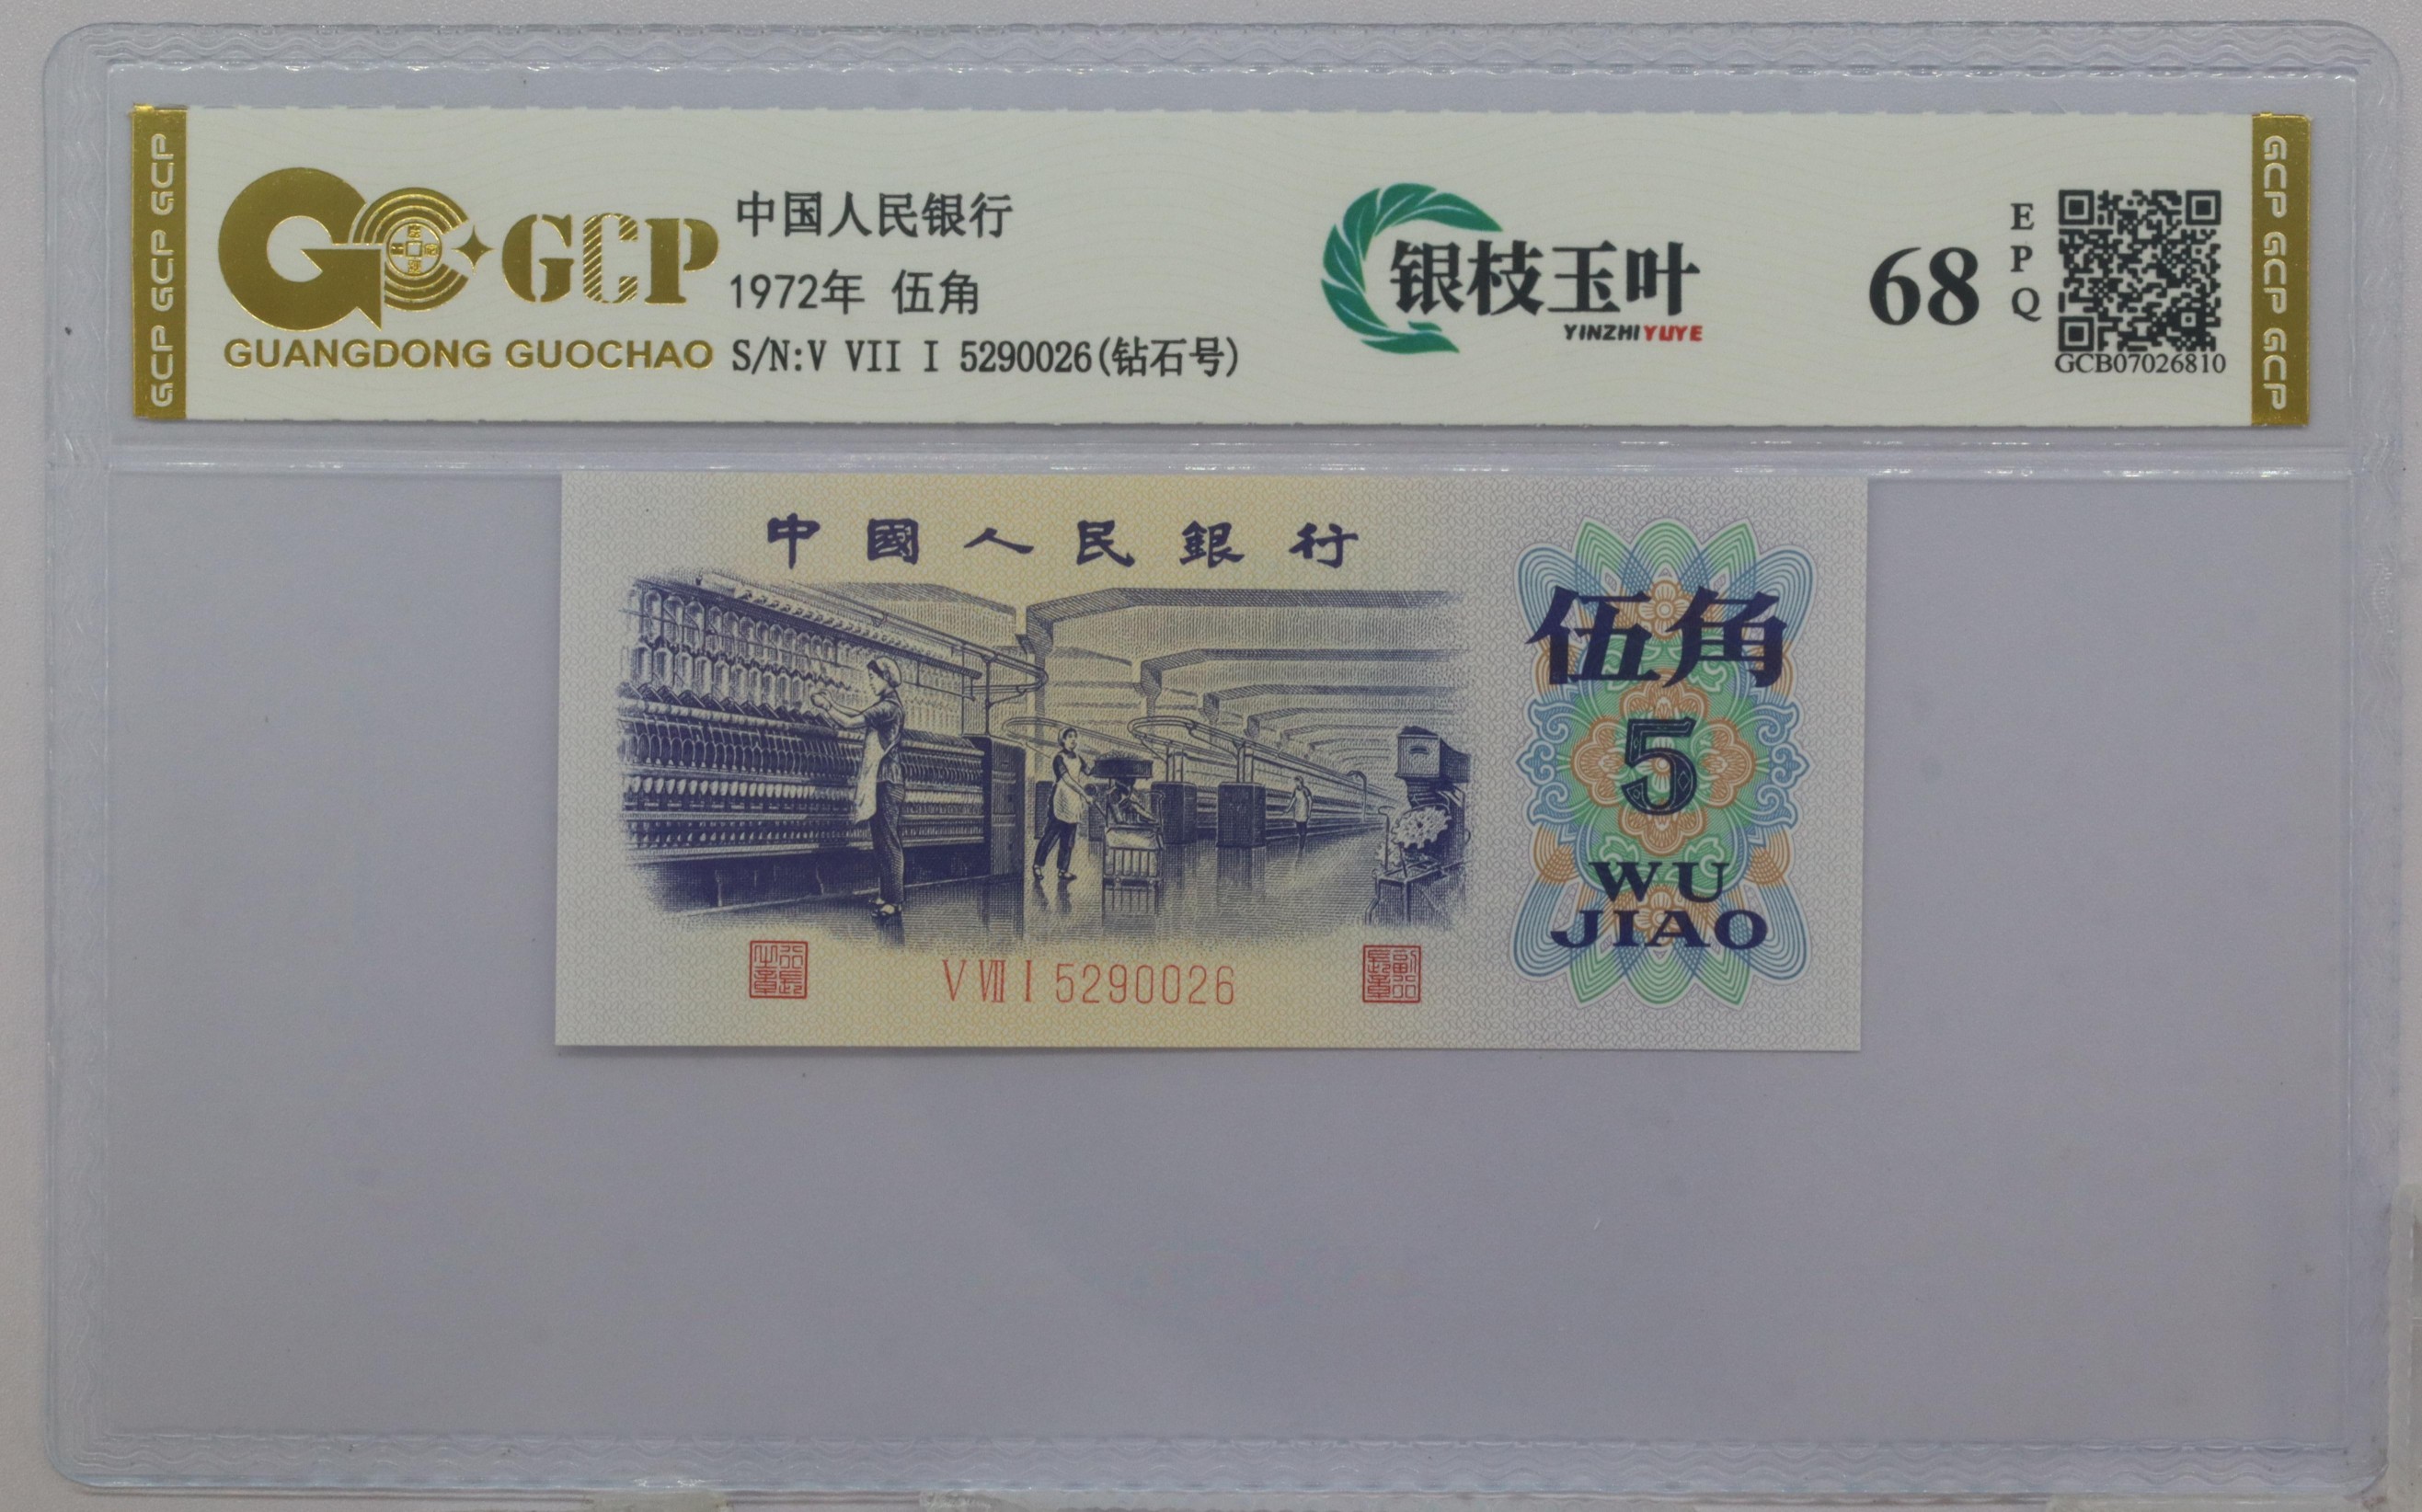 GCP GCP GCP
GCP
GUANGDONG GUOCHAO
中国人民银行
1972年 伍角
S/N:V VII I 5290026(钻石号)
银枝玉叶
YINZHIYUYE
68
EPQ
GCB07026810
GCP GCP GCP
中國人民銀行
伍角
5
WU
JIAO
V VII I 5290026